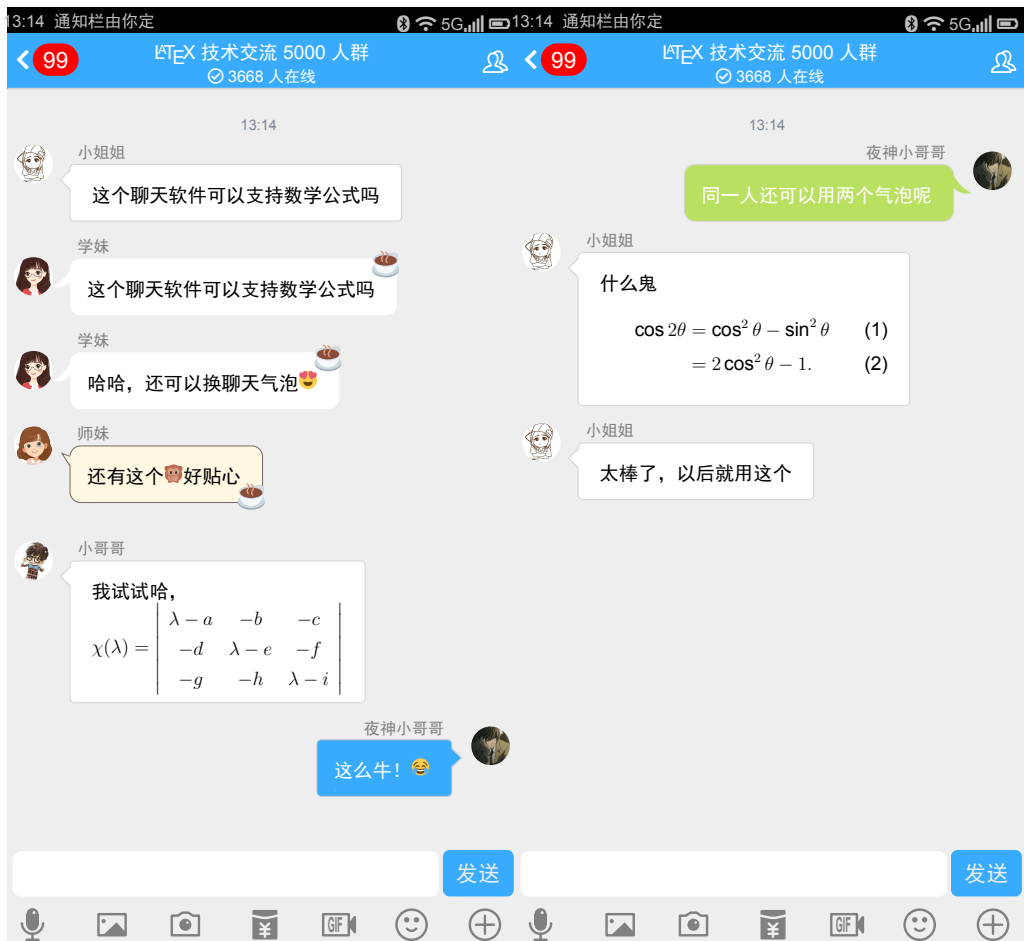 13:14 通知栏由你定 5G
99
LATEX 技术交流 5000 人群
3668 人在线
13:14
小姐姐
这个聊天软件可以支持数学公式吗
学妹
这个聊天软件可以支持数学公式吗
学妹
哈哈，还可以换聊天气泡😍
师妹
还有这个🙉好贴心
小哥哥
我试试哈，
χ(λ) = | λ − a −b −c |
| −d λ − e −f |
| −g −h λ − i |
夜神小哥哥
这么牛！😂
发送
¥
GIF
13:14 通知栏由你定 5G
99
LATEX 技术交流 5000 人群
3668 人在线
13:14
夜神小哥哥
同一人还可以用两个气泡呢
小姐姐
什么鬼
cos 2θ = cos² θ − sin² θ (1)
= 2 cos² θ − 1. (2)
小姐姐
太棒了，以后就用这个
发送
¥
GIF